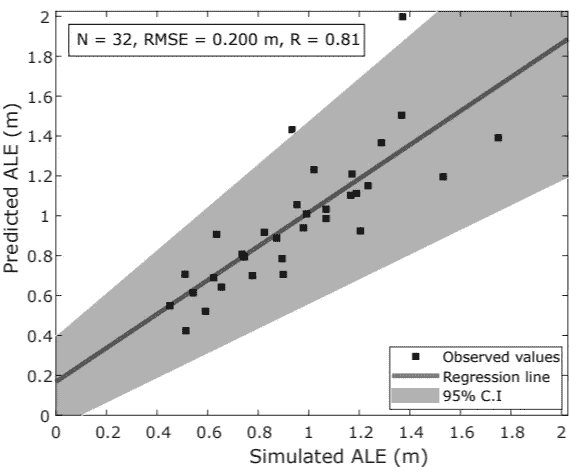 N = 32, RMSE = 0.200 m, R = 0.81
2
1.8
1.6
1.4
1.2
1
0.8
0.6
0.4
0.2
0
Predicted ALE (m)
Observed values
Regression line
95% C.I
0 0.2 0.4 0.6 0.8 1 1.2 1.4 1.6 1.8 2
Simulated ALE (m)